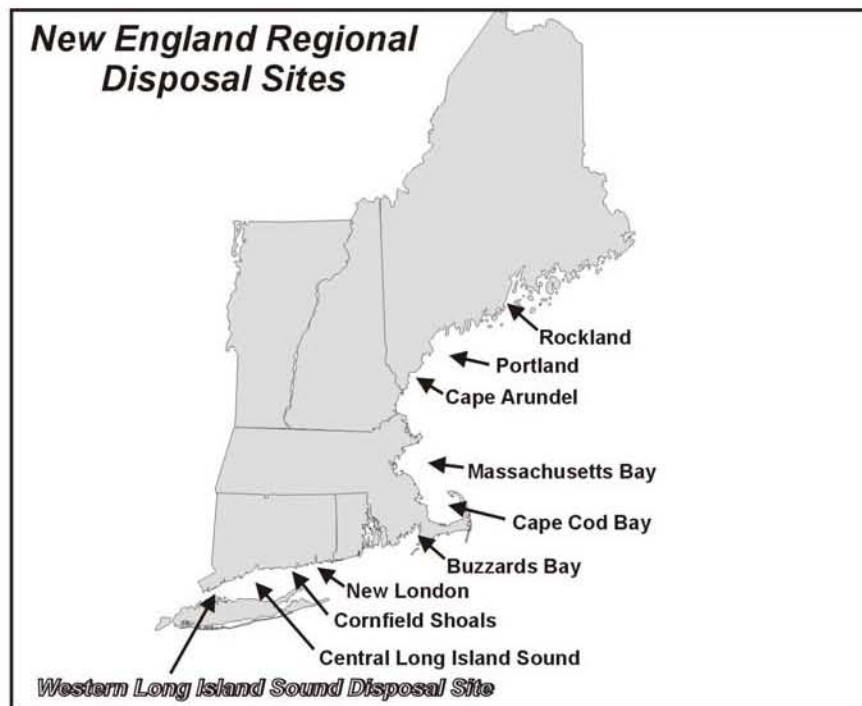 New England Regional
Disposal Sites
Rockland
Portland
Cape Arundel
Massachusetts Bay
Cape Cod Bay
Buzzards Bay
New London
Cornfield Shoals
Central Long Island Sound
Western Long Island Sound Disposal Site